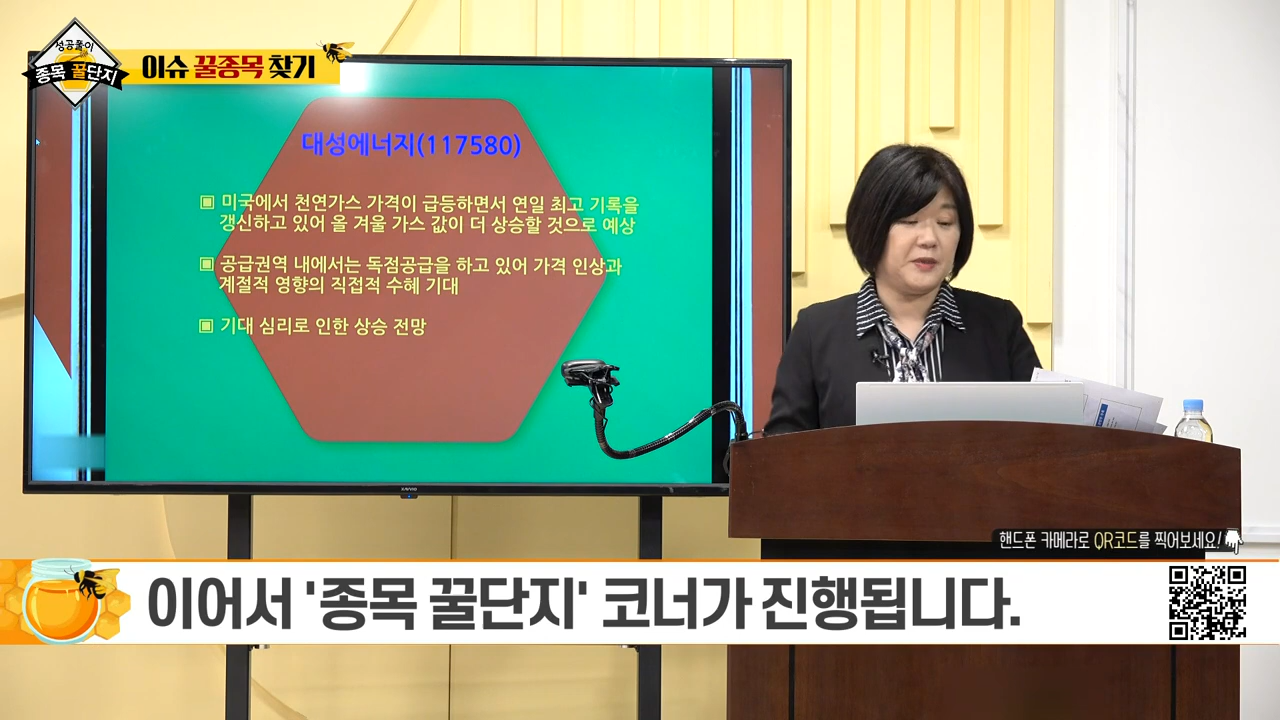 성공풀이
종목 꿀단지
이슈 꿀종목 찾기
대성에너지(117580)
▣ 미국에서 천연가스 가격이 급등하면서 연일 최고 기록을
갱신하고 있어 올 겨울 가스 값이 더 상승할 것으로 예상
▣ 공급권역 내에서는 독점공급을 하고 있어 가격 인상과
계절적 영향의 직접적 수혜 기대
▣ 기대 심리로 인한 상승 전망
핸드폰 카메라로 QR코드를 찍어보세요!
이어서 '종목 꿀단지' 코너가 진행됩니다.